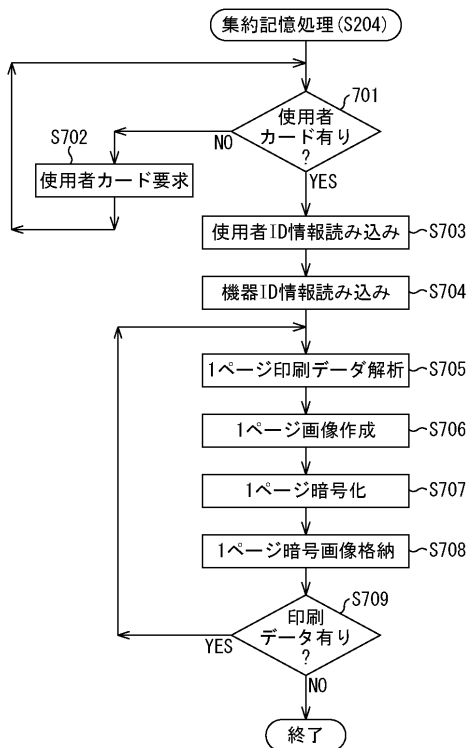 集約記憶処理(S204)
701
使用者
カード有り
?
NO
YES
S702
使用者カード要求
使用者ID情報読み込み
S703
機器ID情報読み込み
S704
1ページ印刷データ解析
S705
1ページ画像作成
S706
1ページ暗号化
S707
1ページ暗号画像格納
S708
S709
印刷
データ有り
?
YES
NO
終了